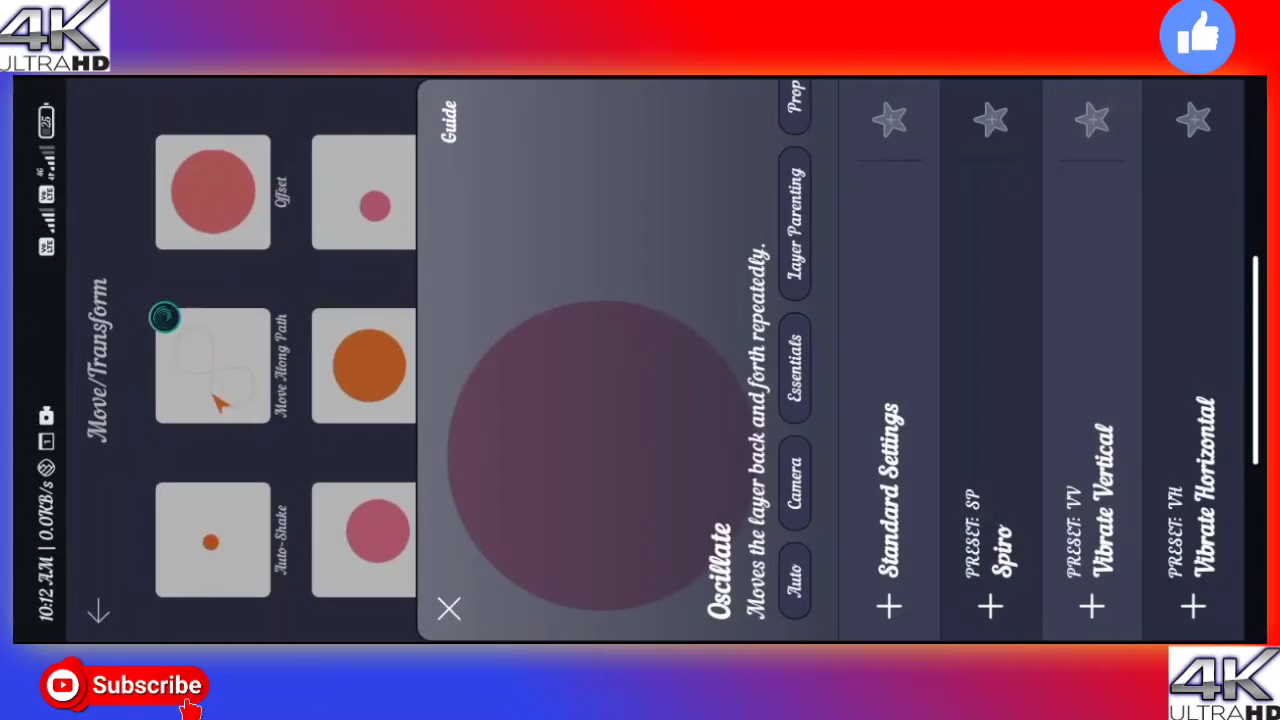 4K
ULTRAHD
10:12 AM | 0.0KB/s
4G
25
Move/Transform
Auto-Shake
Move Along Path
Offset
Guide
Oscillate
Moves the layer back and forth repeatedly.
Auto
Camera
Essentials
Layer Parenting
Prop
Standard Settings
PRESET: SP
Spiro
PRESET: VV
Vibrate Vertical
PRESET: VH
Vibrate Horizontal
Subscribe
4K
ULTRAHD